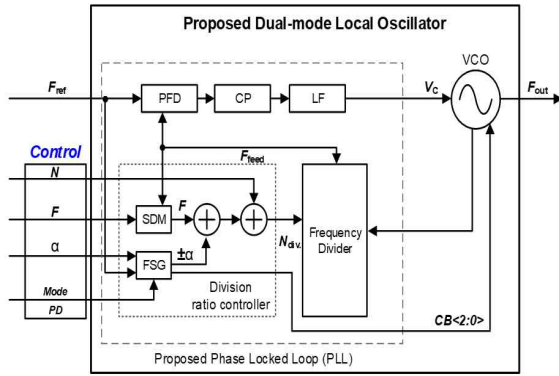 Proposed Dual-mode Local Oscillator
VCO
Fref
PFD
CP
LF
VC
Fout
Control
N
Ffeed
F
SDM
F
α
FSG
±α
Ndiv.
Frequency
Divider
Mode
PD
Division
ratio controller
CB<2:0>
Proposed Phase Locked Loop (PLL)